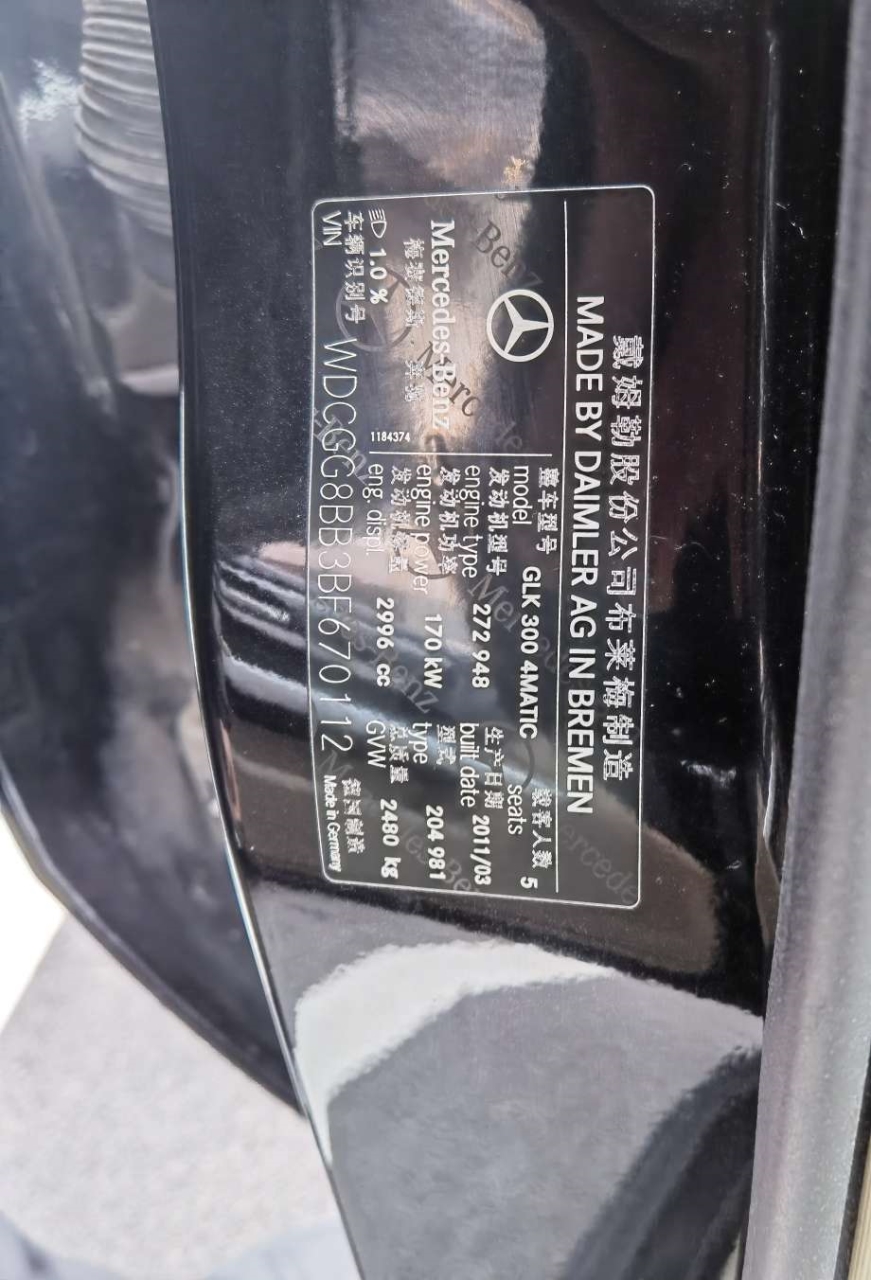 戴姆勒股份公司布莱梅制造
MADE BY DAIMLER AG IN BREMEN
Mercedes-Benz
梅赛德斯·奔驰
1.0 %
1184374
整车型号 载客人数
model GLK 300 4MATIC seats 5
发动机型号 生产日期
engine type 272 948 built date 2011/03
发动机功率 型式
engine power 170 kW type 204 981
发动机容量 总质量
eng. displ. 2996 cc GVW 2480 kg
车辆识别号 德国制造
VIN WDCGG8BB3BF670112 Made in Germany